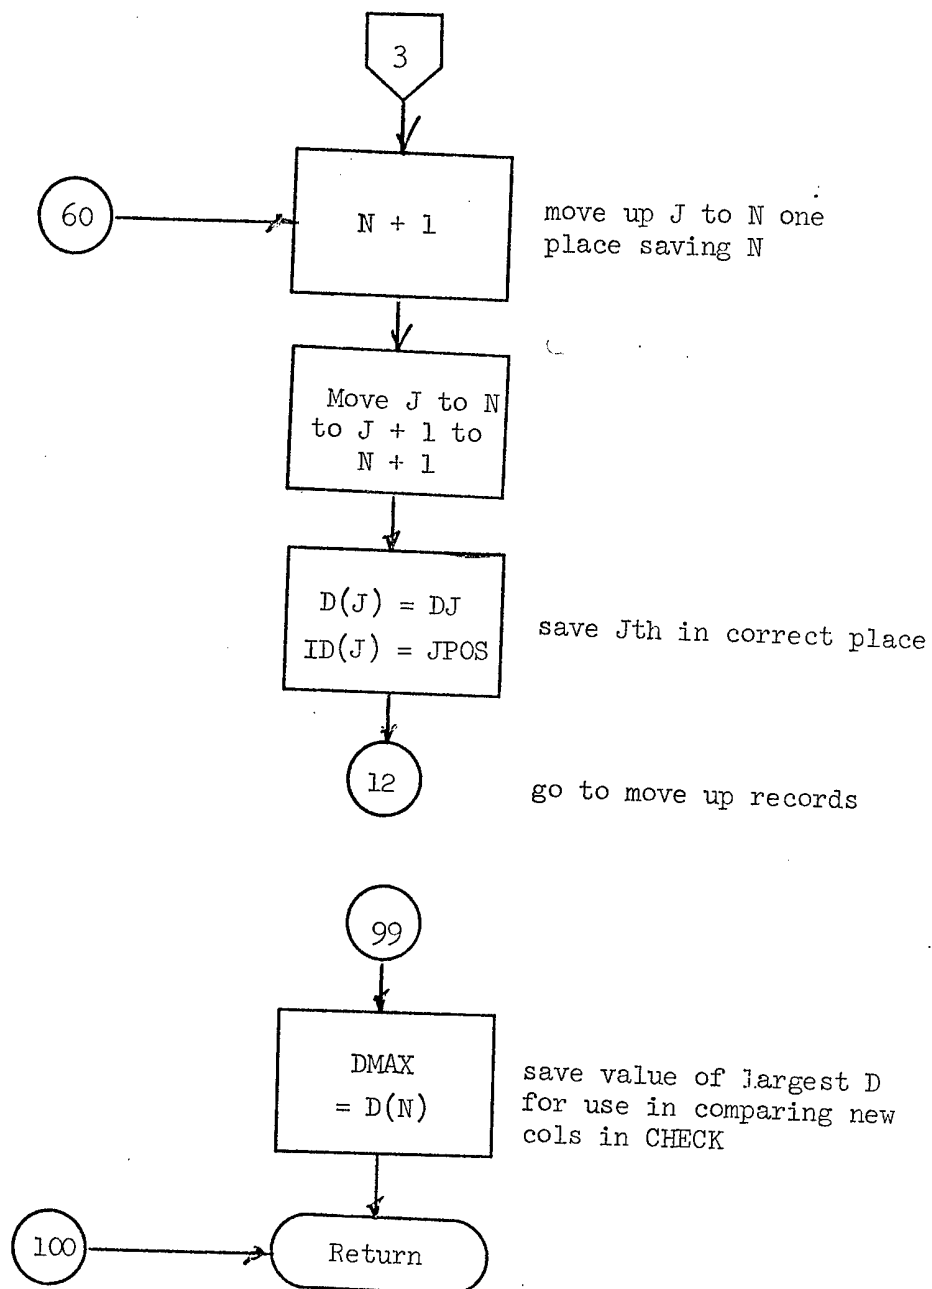 3
60
N + 1
move up J to N one
place saving N
Move J to N
to J + 1 to
N + 1
D(J) = DJ
ID(J) = JPOS
save Jth in correct place
12
go to move up records
99
DMAX
= D(N)
save value of largest D
for use in comparing new
cols in CHECK
100
Return